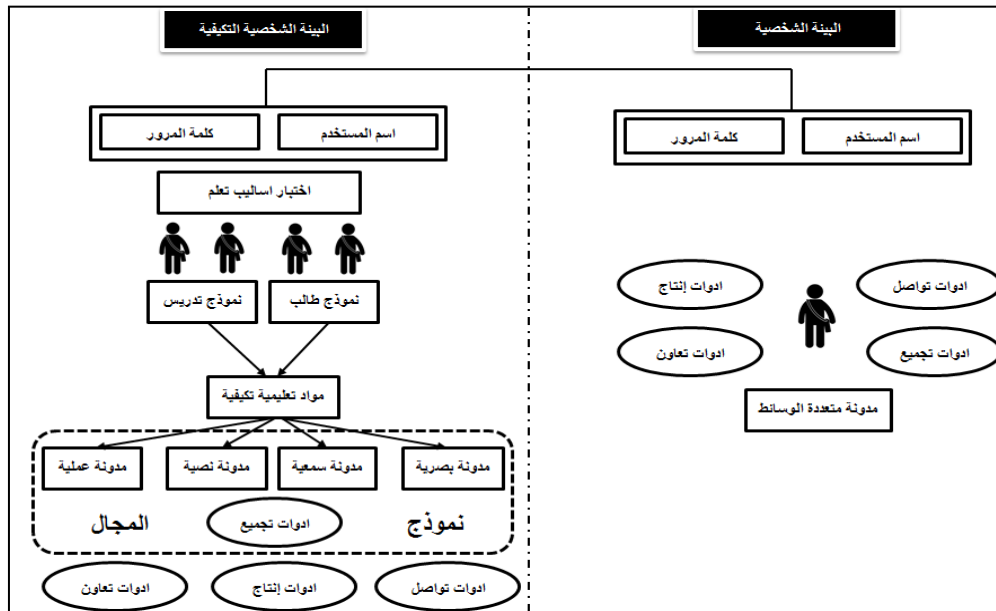 البيئة الشخصية
البيئة الشخصية التكيفية
اسم المستخدم
كلمة المرور
اسم المستخدم
كلمة المرور
اختبار اساليب تعلم
نموذج طالب
نموذج تدريس
ادوات تواصل
ادوات إنتاج
ادوات تجميع
ادوات تعاون
مدونة متعددة الوسائط
مواد تعليمية تكيفية
مدونة بصرية
مدونة سمعية
مدونة نصية
مدونة عملية
نموذج
ادوات تجميع
المجال
ادوات تواصل
ادوات إنتاج
ادوات تعاون